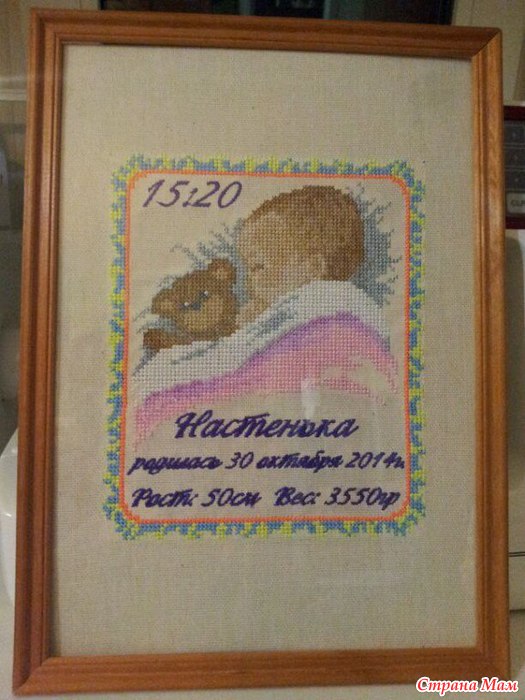 15:20
Настенька
родилась 30 октября 2014г.
Рост: 50см Вес: 3550гр
Страна Мам